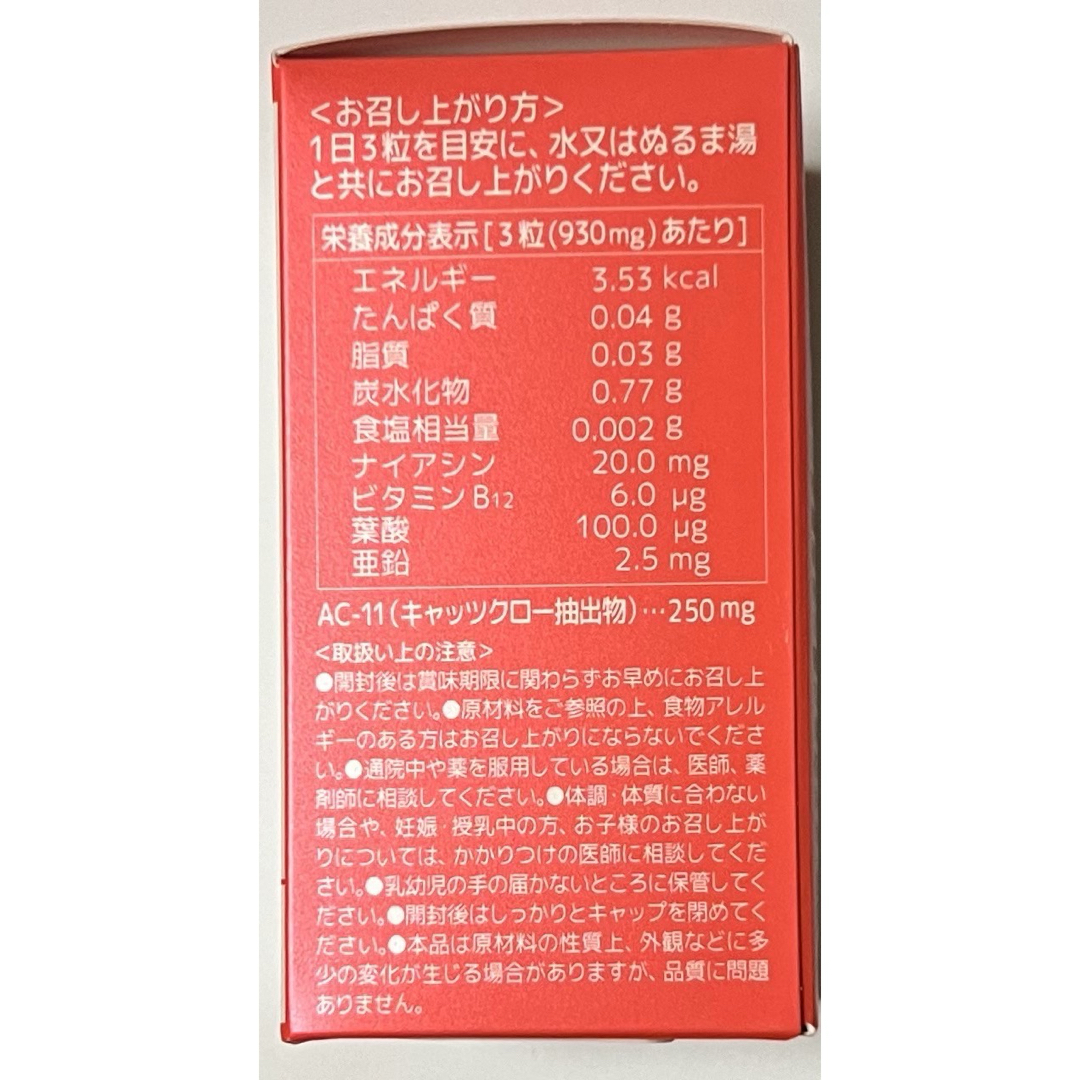 ＜お召し上がり方＞
1日3粒を目安に、水又はぬるま湯
と共にお召し上がりください。
栄養成分表示[3粒(930mg)あたり]
エネルギー 3.53 kcal
たんぱく質 0.04 g
脂質 0.03 g
炭水化物 0.77 g
食塩相当量 0.002 g
ナイアシン 20.0 mg
ビタミンB12 6.0 μg
葉酸 100.0 μg
亜鉛 2.5 mg
AC-11(キャッツクロー抽出物)…250mg
＜取扱い上の注意＞
●開封後は賞味期限に関わらずお早めにお召し上
がりください。●原材料をご参照の上、食物アレル
ギーのある方はお召し上がりにならないでくださ
い。●通院中や薬を服用している場合は、医師、薬
剤師に相談してください。●体調・体質に合わない
場合や、妊娠・授乳中の方、お子様のお召し上が
りについては、かかりつけの医師に相談してくだ
さい。●乳幼児の手の届かないところに保管してく
ださい。●開封後はしっかりとキャップを閉めてく
ださい。●本品は原材料の性質上、外観などに多
少の変化が生じる場合がありますが、品質に問題
ありません。